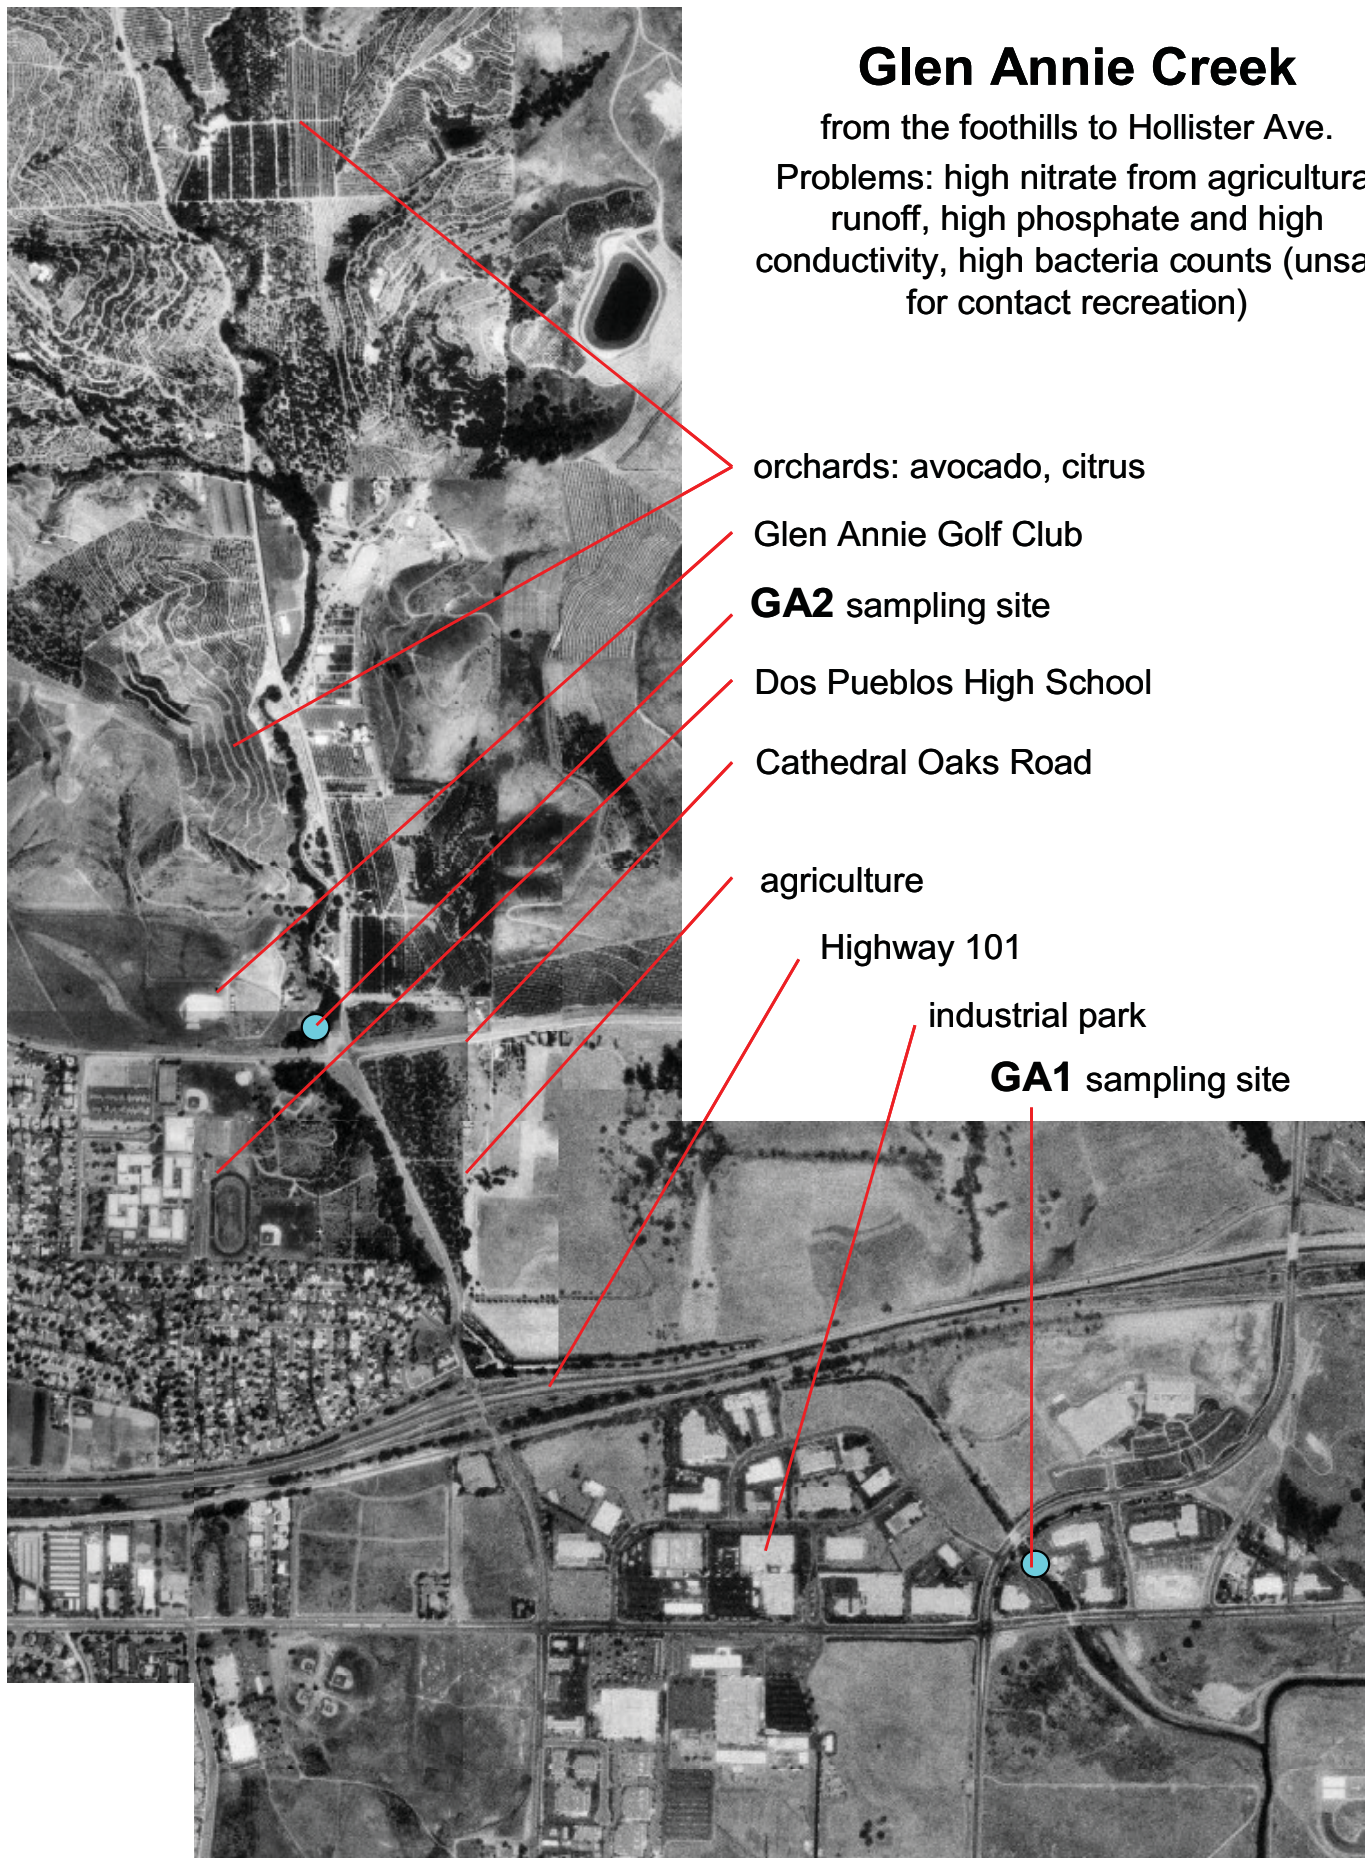 Glen Annie Creek
from the foothills to Hollister Ave.
Problems: high nitrate from agricultura
runoff, high phosphate and high
conductivity, high bacteria counts (unsa
for contact recreation)
orchards: avocado, citrus
Glen Annie Golf Club
GA2 sampling site
Dos Pueblos High School
Cathedral Oaks Road
agriculture
Highway 101
industrial park
GA1 sampling site